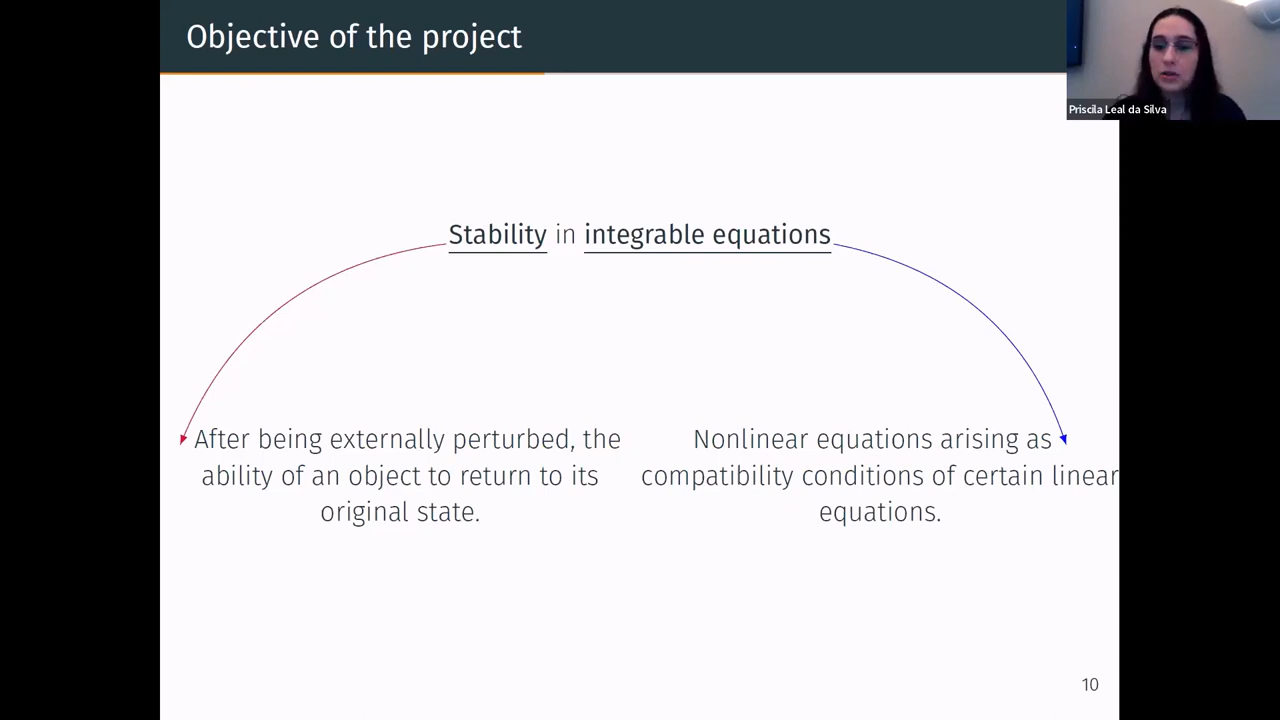 Objective of the project
Priscila Leal da Silva
Stability in integrable equations
After being externally perturbed, the
ability of an object to return to its
original state.
Nonlinear equations arising as
compatibility conditions of certain linear
equations.
10